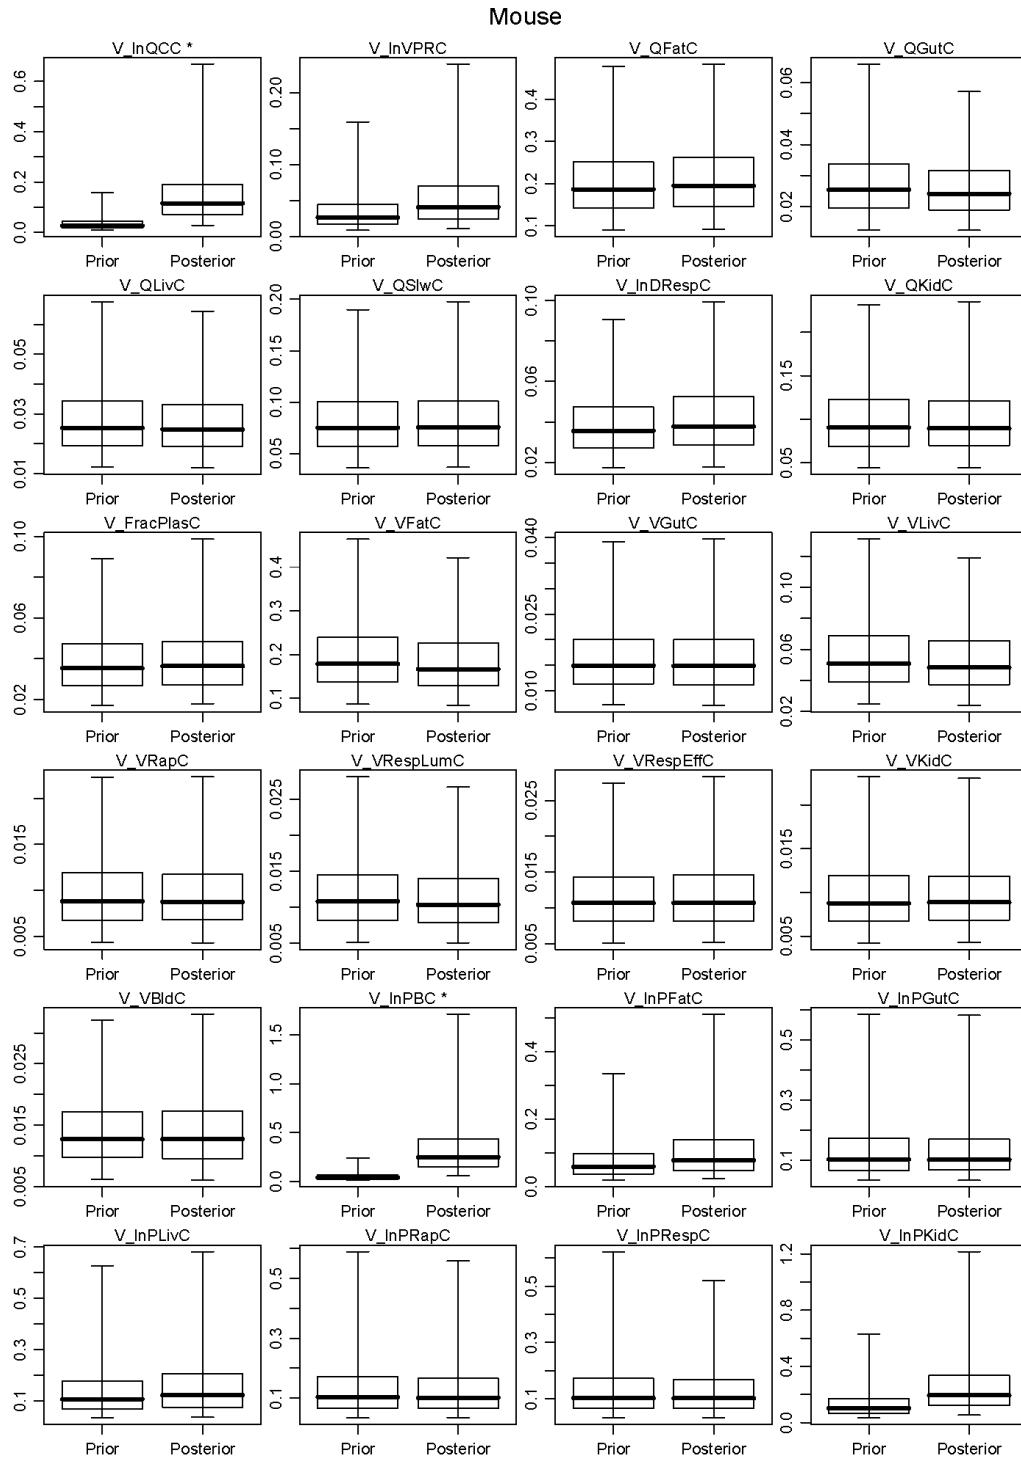 Mouse
V_lnQCC * V_lnVPRC V_QFatC V_QGutC
0.0 0.2 0.4 0.6 0.00 0.10 0.20 0.1 0.2 0.3 0.4 0.02 0.04 0.06
Prior Posterior Prior Posterior Prior Posterior Prior Posterior
V_QLivC V_QSlwC V_lnDRespC V_QKidC
0.01 0.03 0.05 0.05 0.10 0.15 0.20 0.02 0.06 0.10 0.05 0.15
Prior Posterior Prior Posterior Prior Posterior Prior Posterior
V_FracPlasC V_VFatC V_VGutC V_VLivC
0.02 0.06 0.10 0.1 0.2 0.3 0.4 0.010 0.025 0.040 0.02 0.06 0.10
Prior Posterior Prior Posterior Prior Posterior Prior Posterior
V_VRapC V_VRespLumC V_VRespEffC V_VKidC
0.005 0.015 0.005 0.015 0.025 0.005 0.015 0.025 0.005 0.015
Prior Posterior Prior Posterior Prior Posterior Prior Posterior
V_VBldC V_lnPBC * V_lnPFatC V_lnPGutC
0.005 0.015 0.025 0.0 0.5 1.0 1.5 0.0 0.2 0.4 0.1 0.3 0.5
Prior Posterior Prior Posterior Prior Posterior Prior Posterior
V_lnPLivC V_lnPRapC V_lnPRespC V_lnPKidC
0.1 0.3 0.5 0.7 0.1 0.3 0.5 0.1 0.3 0.5 0.0 0.4 0.8 1.2
Prior Posterior Prior Posterior Prior Posterior Prior Posterior